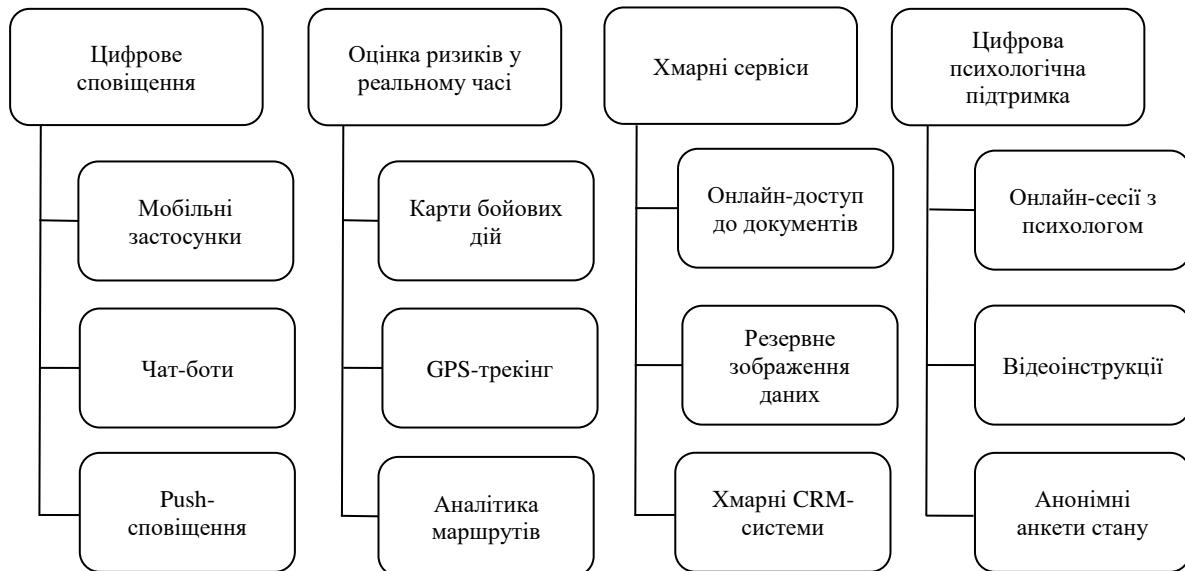 Цифрове
сповіщення
Мобільні
застосунки
Чат-боти
Push-
сповіщення
Оцінка ризиків у
реальному часі
Карти бойових
дій
GPS-трекінг
Аналітика
маршрутів
Хмарні сервіси
Онлайн-доступ
до документів
Резервне
зображення
даних
Хмарні CRM-
системи
Цифрова
психологічна
підтримка
Онлайн-сесії з
психологом
Відеоінструкції
Анонімні
анкети стану